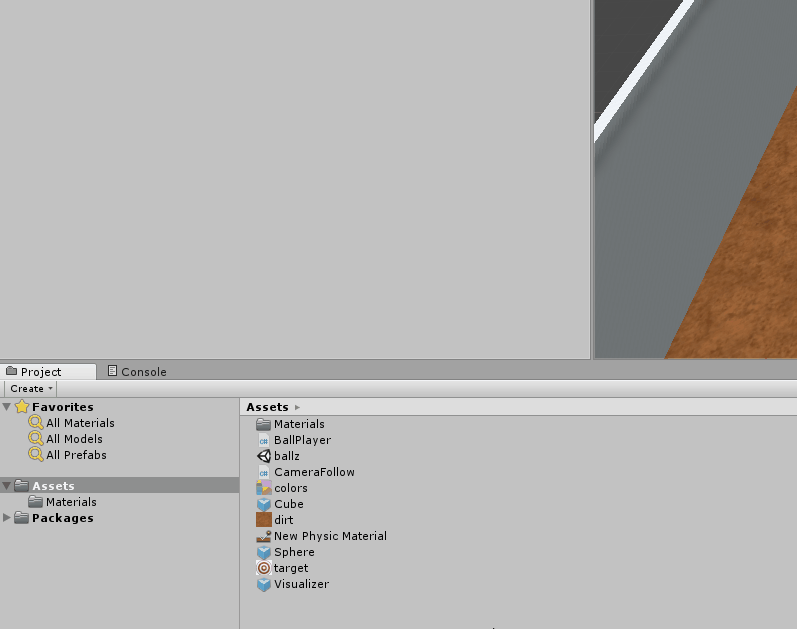 Project
Console
Create
Favorites
All Materials
All Models
All Prefabs
Assets
Materials
Packages
Assets
Materials
BallPlayer
ballz
CameraFollow
colors
Cube
dirt
New Physic Material
Sphere
target
Visualizer